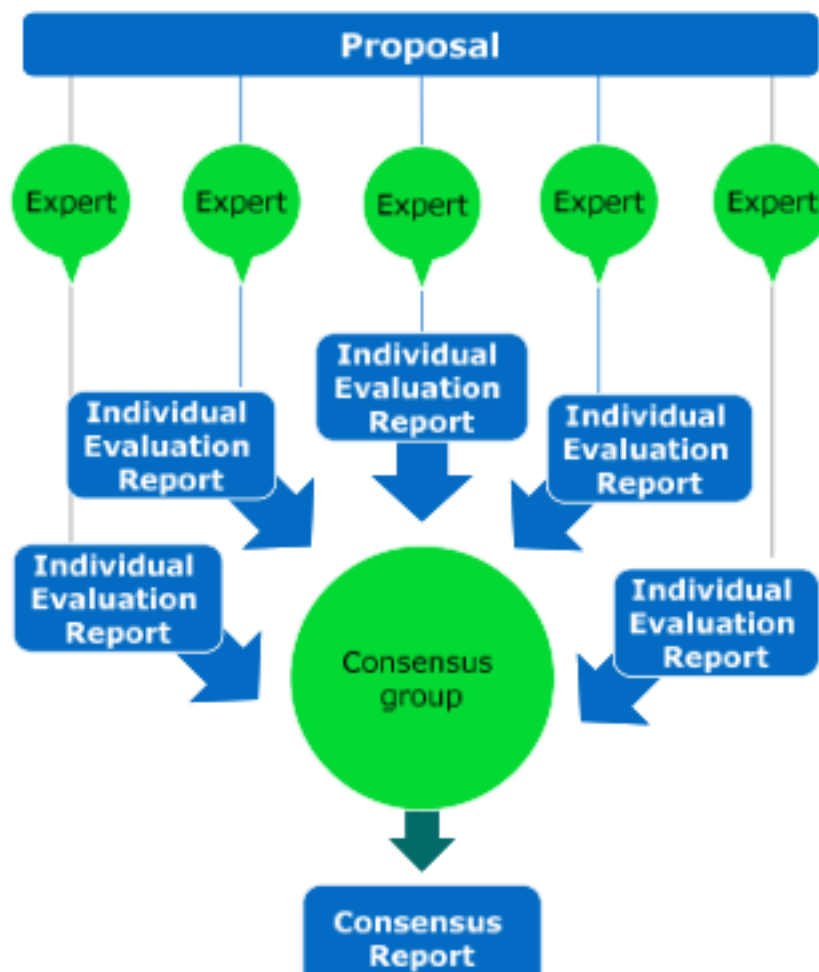 Proposal
Expert
Expert
Expert
Expert
Expert
Individual
Evaluation
Report
Individual
Evaluation
Report
Individual
Evaluation
Report
Individual
Evaluation
Report
Individual
Evaluation
Report
Consensus
group
Consensus
Report